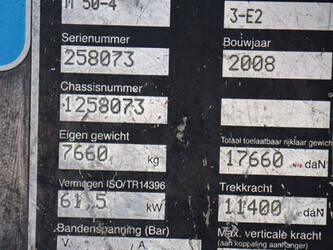 M 50-4
3-E2
Serienummer
Bouwjaar
258073
2008
Chassisnummer
1258073
Eigen gewicht
Totaal toelaatbaar rijklaar gewicht
7660 kg
17660 daN
Vermogen ISO/TR14396
Trekkracht
61,5 kW
11400 daN
Bandenspanning (Bar)
Max. verticale kracht
(aan koppeling aanhanger)
V. A.